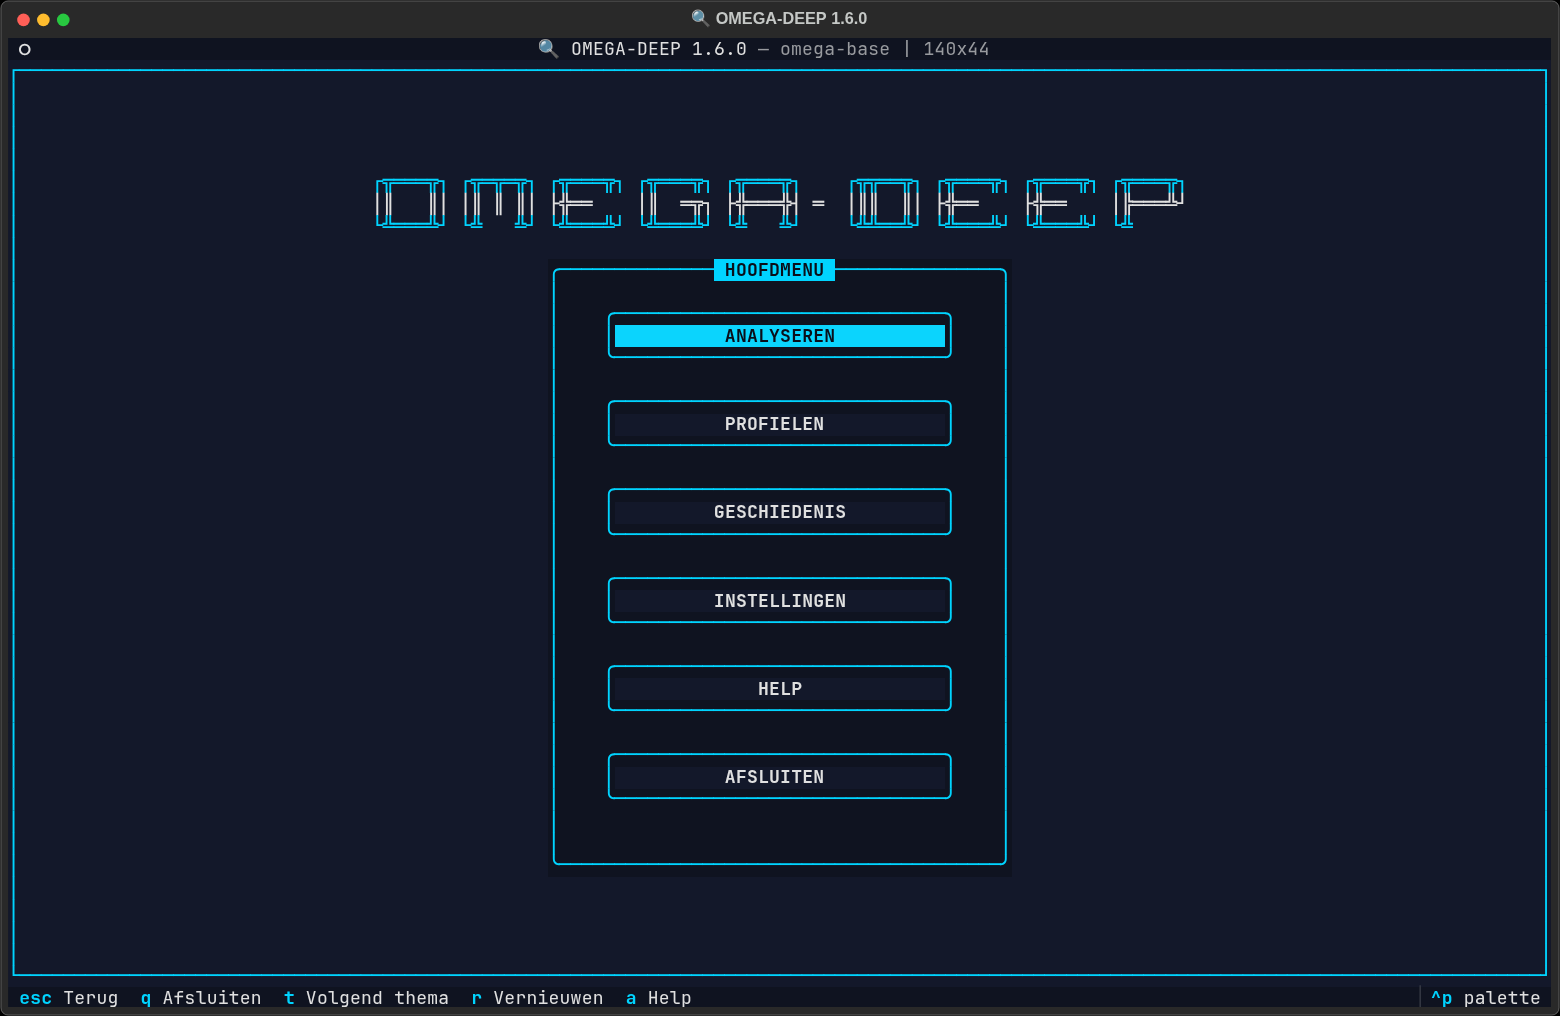 🔍 OMEGA-DEEP 1.6.0
🔍 OMEGA-DEEP 1.6.0 — omega-base | 140x44
OMEGA-DEEP
HOOFDMENU
ANALYSEREN
PROFIELEN
GESCHIEDENIS
INSTELLINGEN
HELP
AFSLUITEN
esc Terug q Afsluiten t Volgend thema r Vernieuwen a Help ^p palette